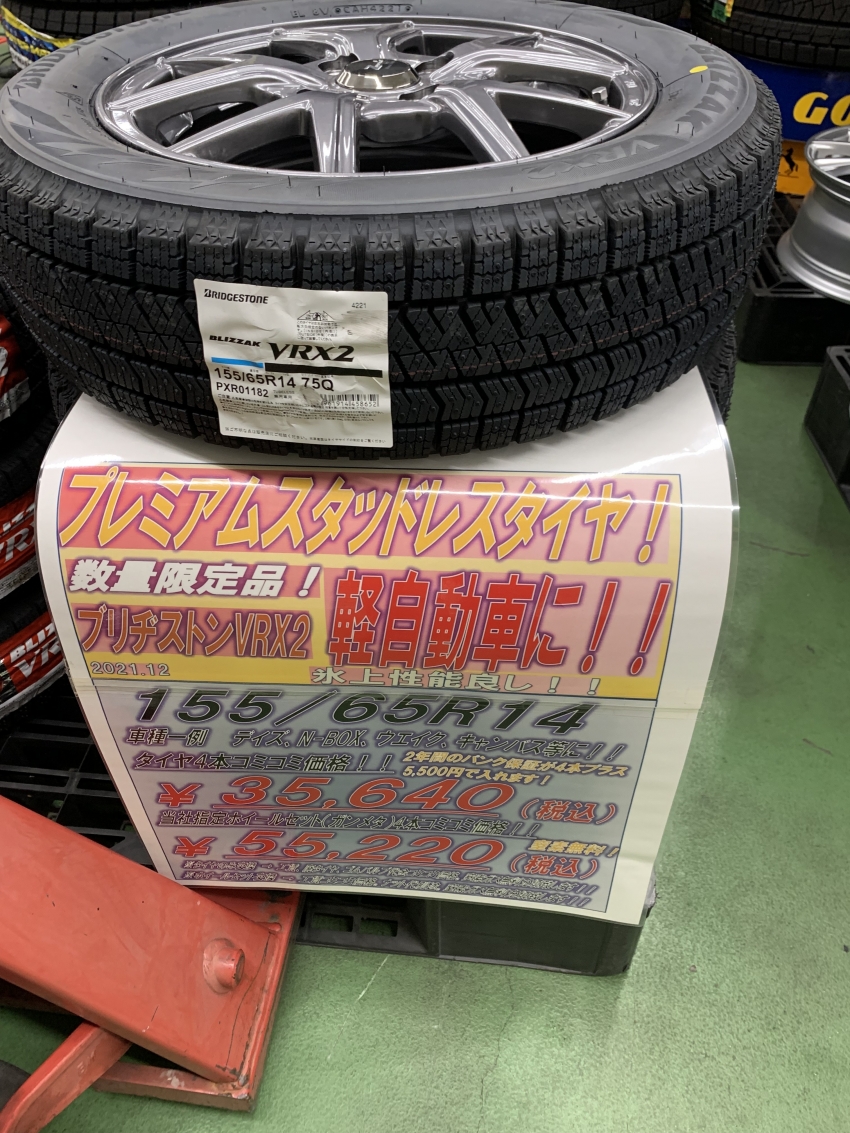 BLIZZAK
VRX2
GO
BRIDGESTONE
4221
BLIZZAK VRX2
155/65R14 75Q
PXR01182
プレミアムスタッドレスタイヤ!
数量限定品!
軽自動車に!!
ブリヂストンVRX2
2021.12
氷上性能良し!!
155/65R14
車種一例 デイズ、N-BOX、ウエイク、キャンバス等に!!
タイヤ4本コミコミ価格!!
2年間のパンク保証が4本プラス
5,500円で入れます!
¥35,640(税込)
当社指定ホイールセット(ガンメタ)4本コミコミ価格!!
¥55,220(税込)